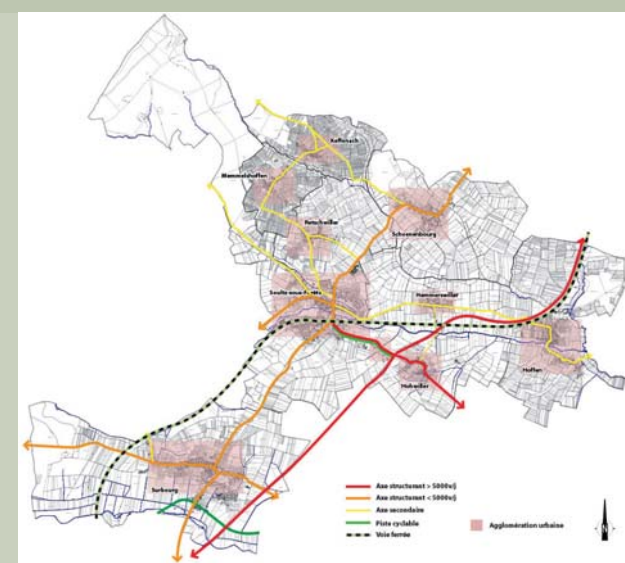 Keffenach
Memmelshoffen
Schoenenbourg
Retschwiller
Soultz-sous-Forêts
Hermerswiller
Hoffen
Hohwiller
Surbourg
Axe structurant > 5000v/j
Axe structurant < 5000v/j
Axe secondaire
Piste cyclable
Voie ferrée
Agglomération urbaine
N